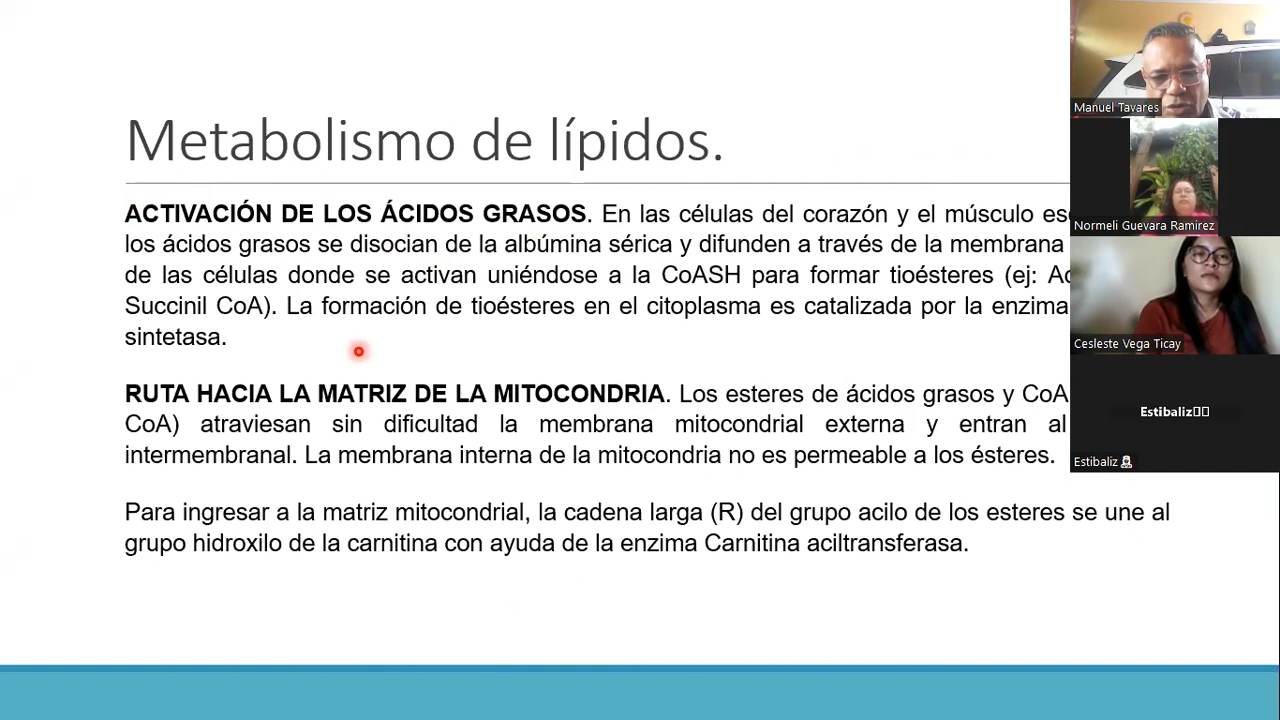 Metabolismo de lípidos.
ACTIVACIÓN DE LOS ÁCIDOS GRASOS. En las células del corazón y el músculo
los ácidos grasos se disocian de la albúmina sérica y difunden a través de la membrana
de las células donde se activan uniéndose a la CoASH para formar tioésteres (ej:
Succinil CoA). La formación de tioésteres en el citoplasma es catalizada por la enzima
sintetasa.
RUTA HACIA LA MATRIZ DE LA MITOCONDRIA. Los esteres de ácidos grasos y CoA
CoA) atraviesan sin dificultad la membrana mitocondrial externa y entran al
intermembranal. La membrana interna de la mitocondria no es permeable a los ésteres.
Para ingresar a la matriz mitocondrial, la cadena larga (R) del grupo acilo de los esteres se une al
grupo hidroxilo de la carnitina con ayuda de la enzima Carnitina aciltransferasa.
Manuel Tavares
Normeli Guevara Ramirez
Cesleste Vega Ticay
Estibaliz
Estibaliz